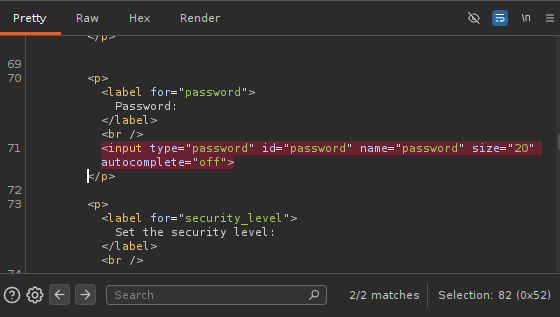 Pretty Raw Hex Render \n
</p>
69
70 <p>
<label for="password">
Password:
</label>
<br />
71 <input type="password" id="password" name="password" size="20"
autocomplete="off">
</p>
72
73 <p>
<label for="security_level">
Set the security level:
</label>
<br />
74
Search 2/2 matches Selection: 82 (0x52)